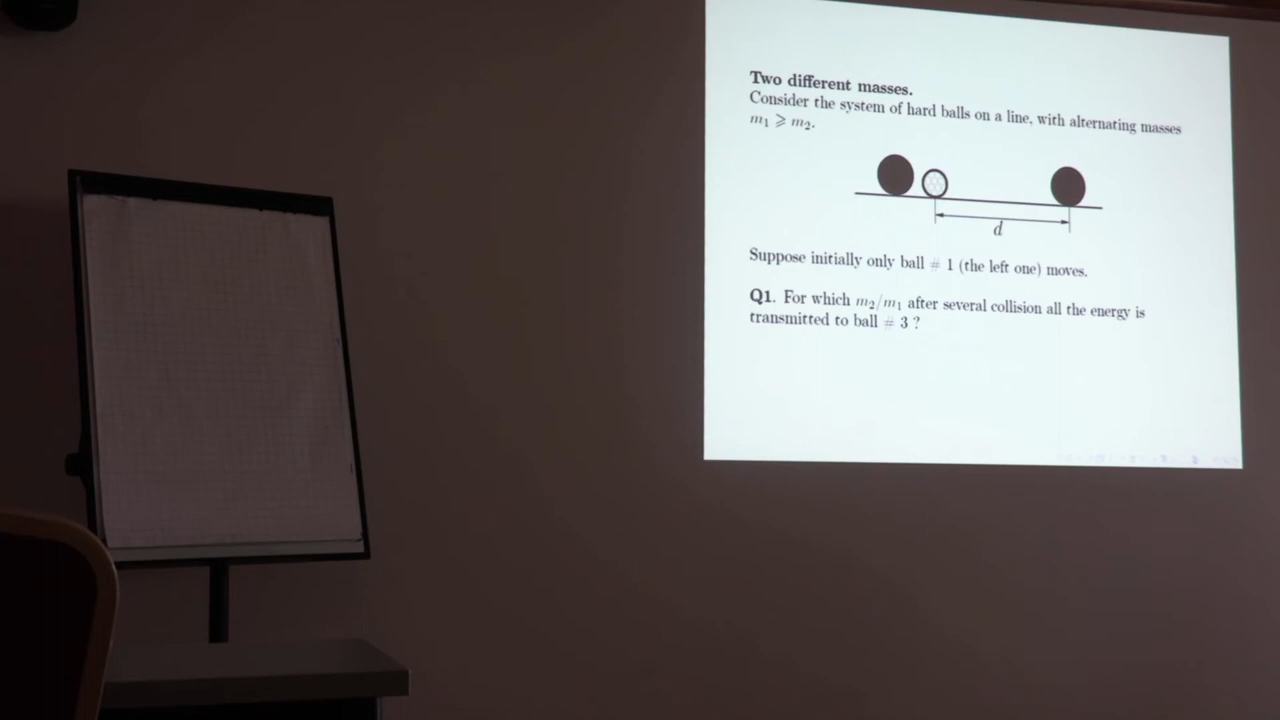 Two different masses.
Consider the system of hard balls on a line, with alternating masses
m₁ ⩾ m₂.
d
Suppose initially only ball # 1 (the left one) moves.
Q1. For which m₂/m₁ after several collision all the energy is
transmitted to ball # 3 ?